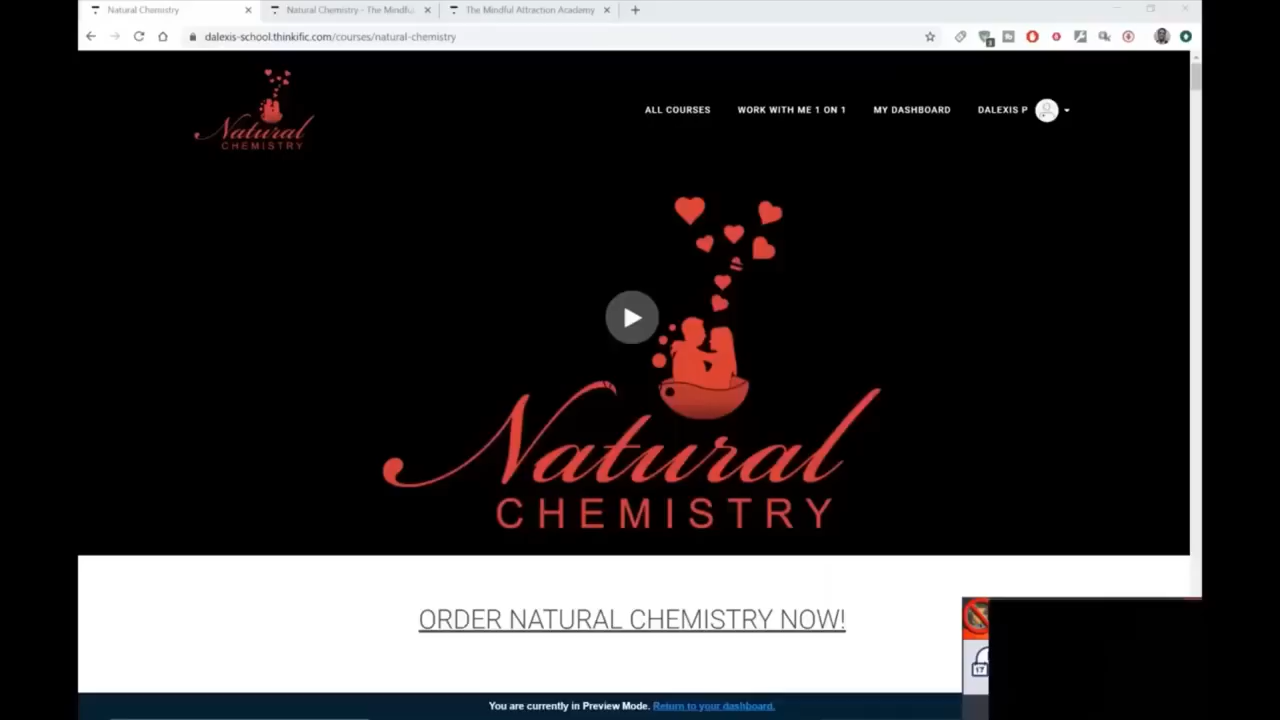 Natural Chemistry
Natural Chemistry - The Mindfu
The Mindful Attraction Academy
dalexis-school.thinkific.com/courses/natural-chemistry
Natural
CHEMISTRY
ALL COURSES
WORK WITH ME 1 ON 1
MY DASHBOARD
DALEXIS P
Natural
CHEMISTRY
ORDER NATURAL CHEMISTRY NOW!
17
You are currently in Preview Mode. Return to your dashboard.